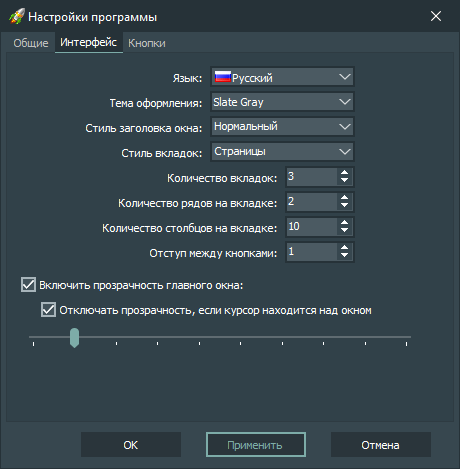 Настройки программы
Общие Интерфейс Кнопки
Язык: Русский
Тема оформления: Slate Gray
Стиль заголовка окна: Нормальный
Стиль вкладок: Страницы
Количество вкладок: 3
Количество рядов на вкладке: 2
Количество столбцов на вкладке: 10
Отступ между кнопками: 1
Включить прозрачность главного окна:
Отключать прозрачность, если курсор находится над окном
OK Применить Отмена